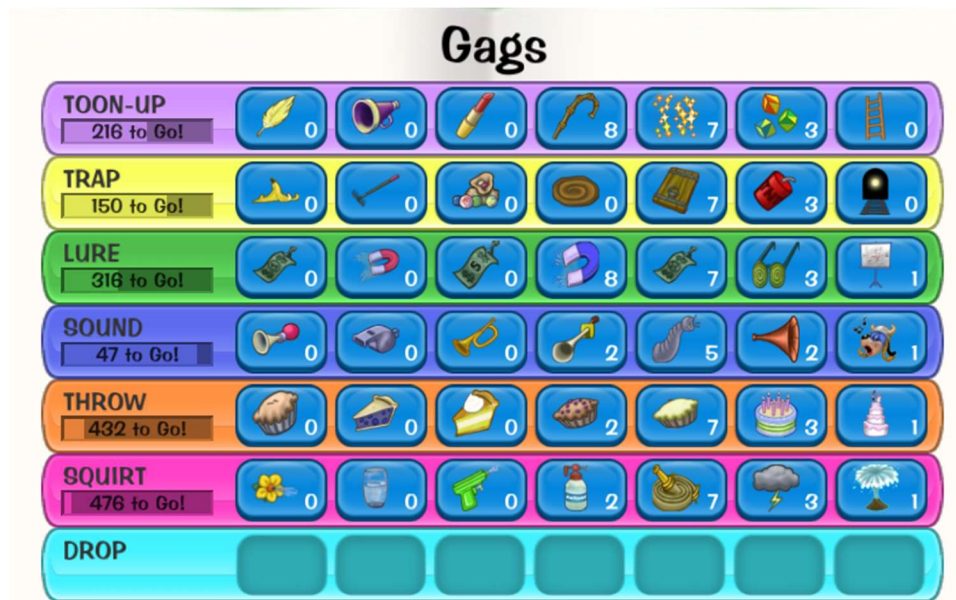 Gags
TOON-UP
216 to Go!
0 0 0 8 7 3 0
TRAP
150 to Go!
0 0 0 0 7 3 0
LURE
316 to Go!
0 0 0 8 7 3 1
SOUND
47 to Go!
0 0 0 2 5 2 1
THROW
432 to Go!
0 0 0 2 7 3 1
SQUIRT
476 to Go!
0 0 0 2 7 3 1
DROP